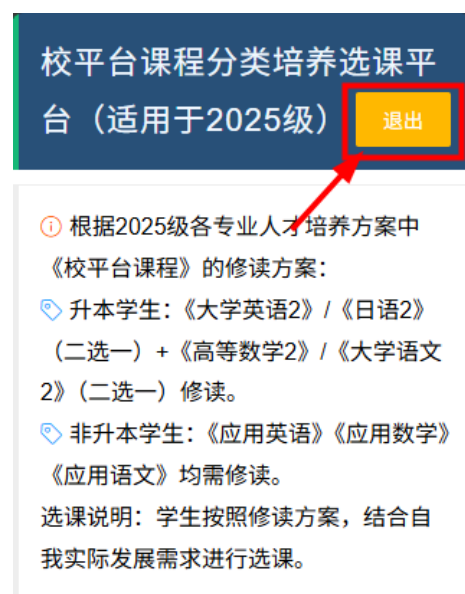 校平台课程分类培养选课平
台（适用于2025级） 退出
根据2025级各专业人才培养方案中
《校平台课程》的修读方案：
升本学生：《大学英语2》/《日语2》
（二选一）+《高等数学2》/《大学语文
2》（二选一）修读。
非升本学生：《应用英语》《应用数学》
《应用语文》均需修读。
选课说明：学生按照修读方案，结合自
我实际发展需求进行选课。